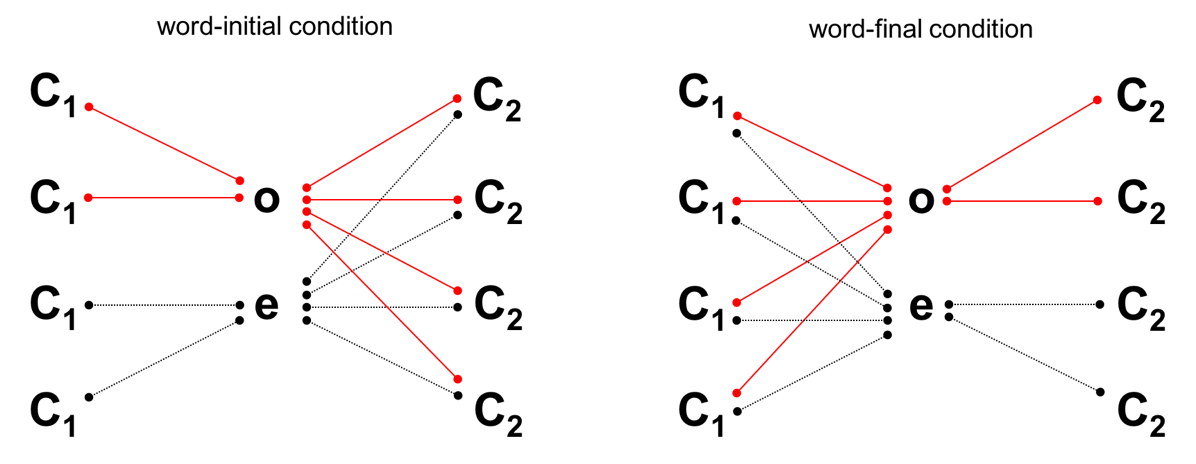 word-initial condition
C1 C2
C1 o C2
C1 e C2
C1 C2
word-final condition
C1 C2
C1 o C2
C1 e C2
C1 C2